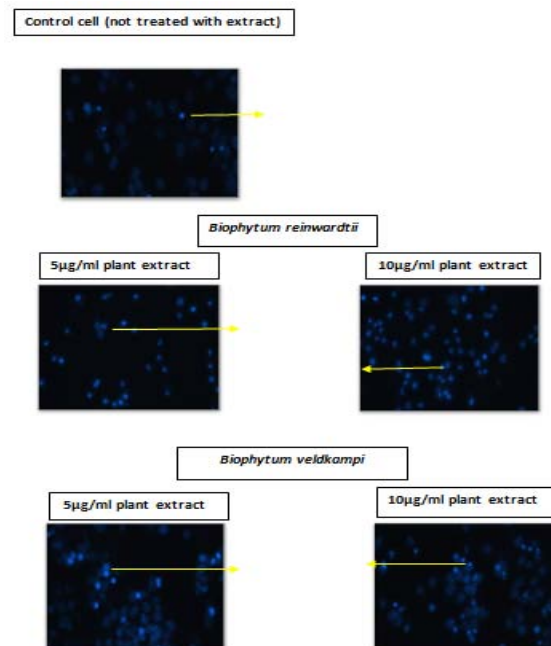 Control cell (not treated with extract)
Biophytum reinwardtii
5µg/ml plant extract
10µg/ml plant extract
Biophytum veldkampi
5µg/ml plant extract
10µg/ml plant extract